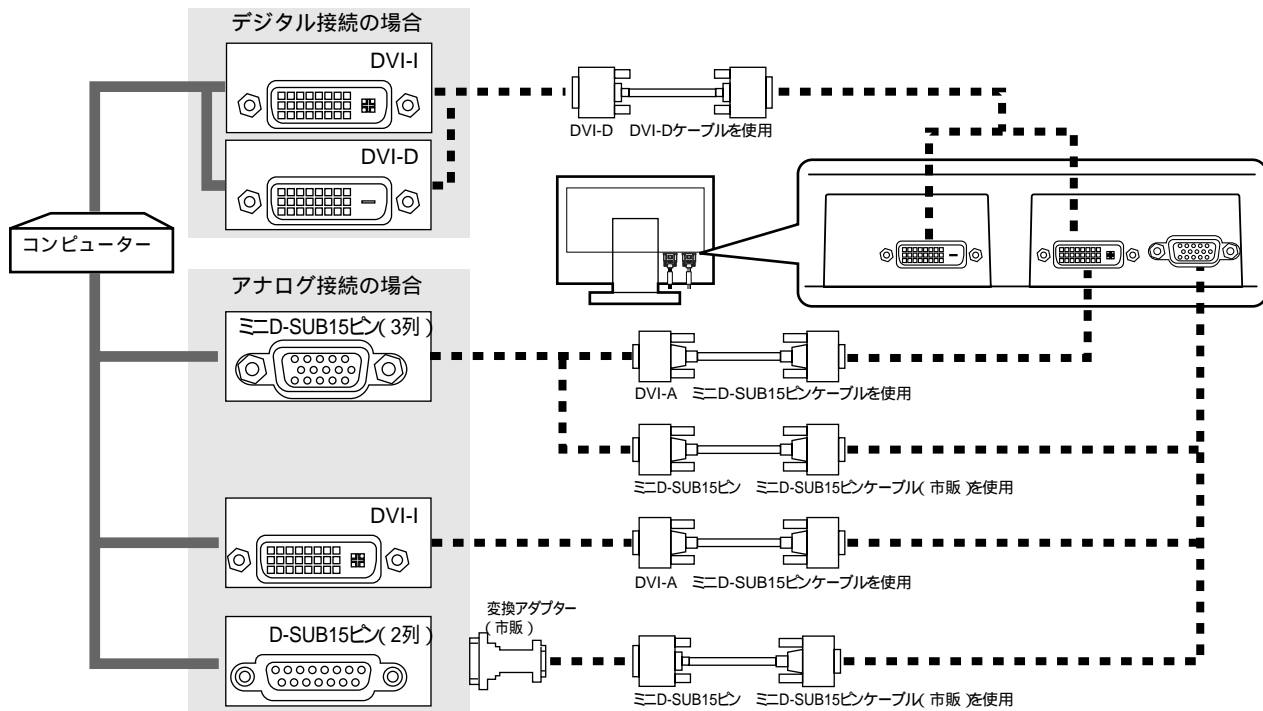 デジタル接続の場合
DVI-I
DVI-D
DVI-D DVI-Dケーブルを使用
コンピューター
アナログ接続の場合
ミニD-SUB15ピン(3列)
DVI-A ミニD-SUB15ピンケーブルを使用
ミニD-SUB15ピン ミニD-SUB15ピンケーブル(市販)を使用
DVI-I
DVI-A ミニD-SUB15ピンケーブルを使用
D-SUB15ピン(2列)
変換アダプター
(市販)
ミニD-SUB15ピン ミニD-SUB15ピンケーブル(市販)を使用